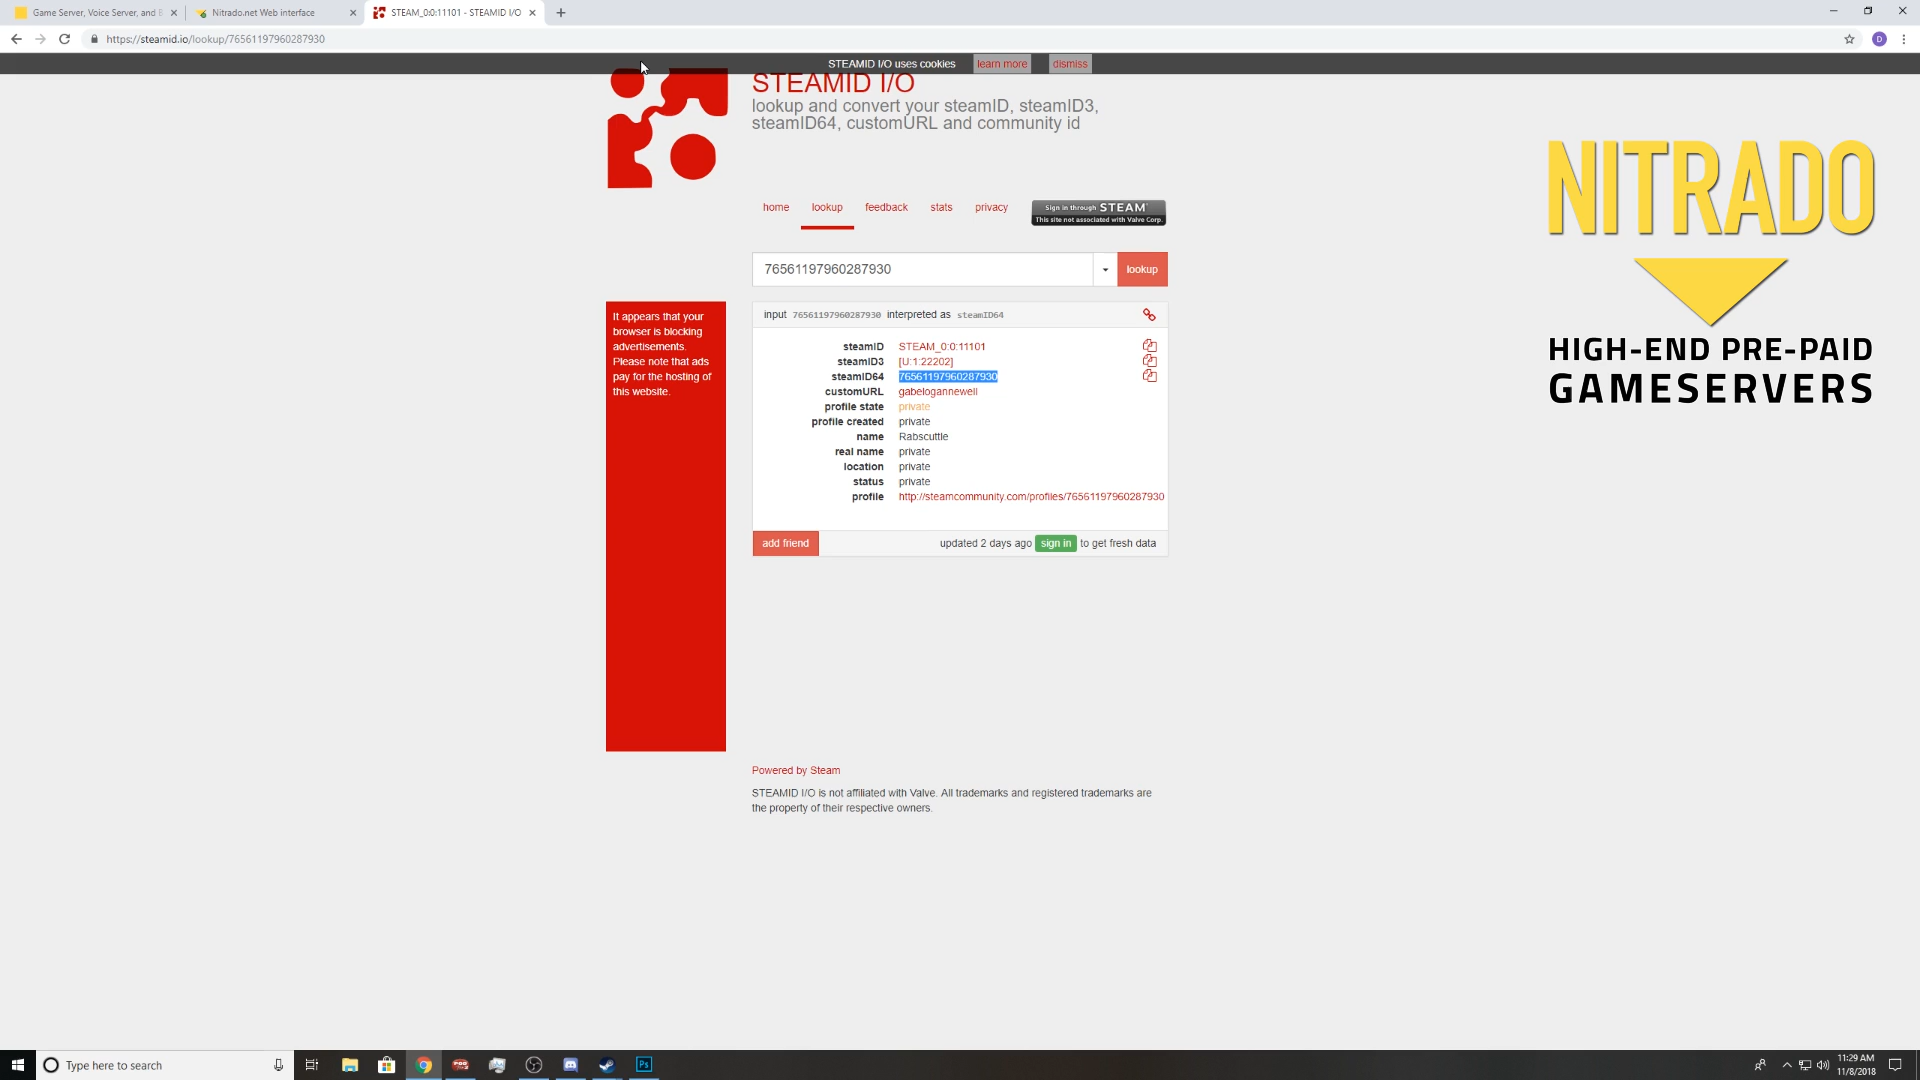 Game Server, Voice Server, and B
Nitrado.net Web interface
STEAM_0:0:11101 - STEAMID I/O
https://steamid.io/lookup/76561197960287930
D
STEAMID I/O uses cookies
learn more
dismiss
STEAMID I/O
lookup and convert your steamID, steamID3,
steamID64, customURL and community id
home
lookup
feedback
stats
privacy
Sign in through STEAM
This site not associated with Valve Corp.
76561197960287930
lookup
It appears that your
browser is blocking
advertisements.
Please note that ads
pay for the hosting of
this website.
input 76561197960287930 interpreted as steamID64
steamID STEAM_0:0:11101
steamID3 [U:1:22202]
steamID64 76561197960287930
customURL gabelogannewell
profile state private
profile created private
name Rabscuttle
real name private
location private
status private
profile http://steamcommunity.com/profiles/76561197960287930
add friend
updated 2 days ago sign in to get fresh data
Powered by Steam
STEAMID I/O is not affiliated with Valve. All trademarks and registered trademarks are
the property of their respective owners.
NITRADO
HIGH-END PRE-PAID
GAMESERVERS
Type here to search
Ps
11:29 AM
11/8/2018